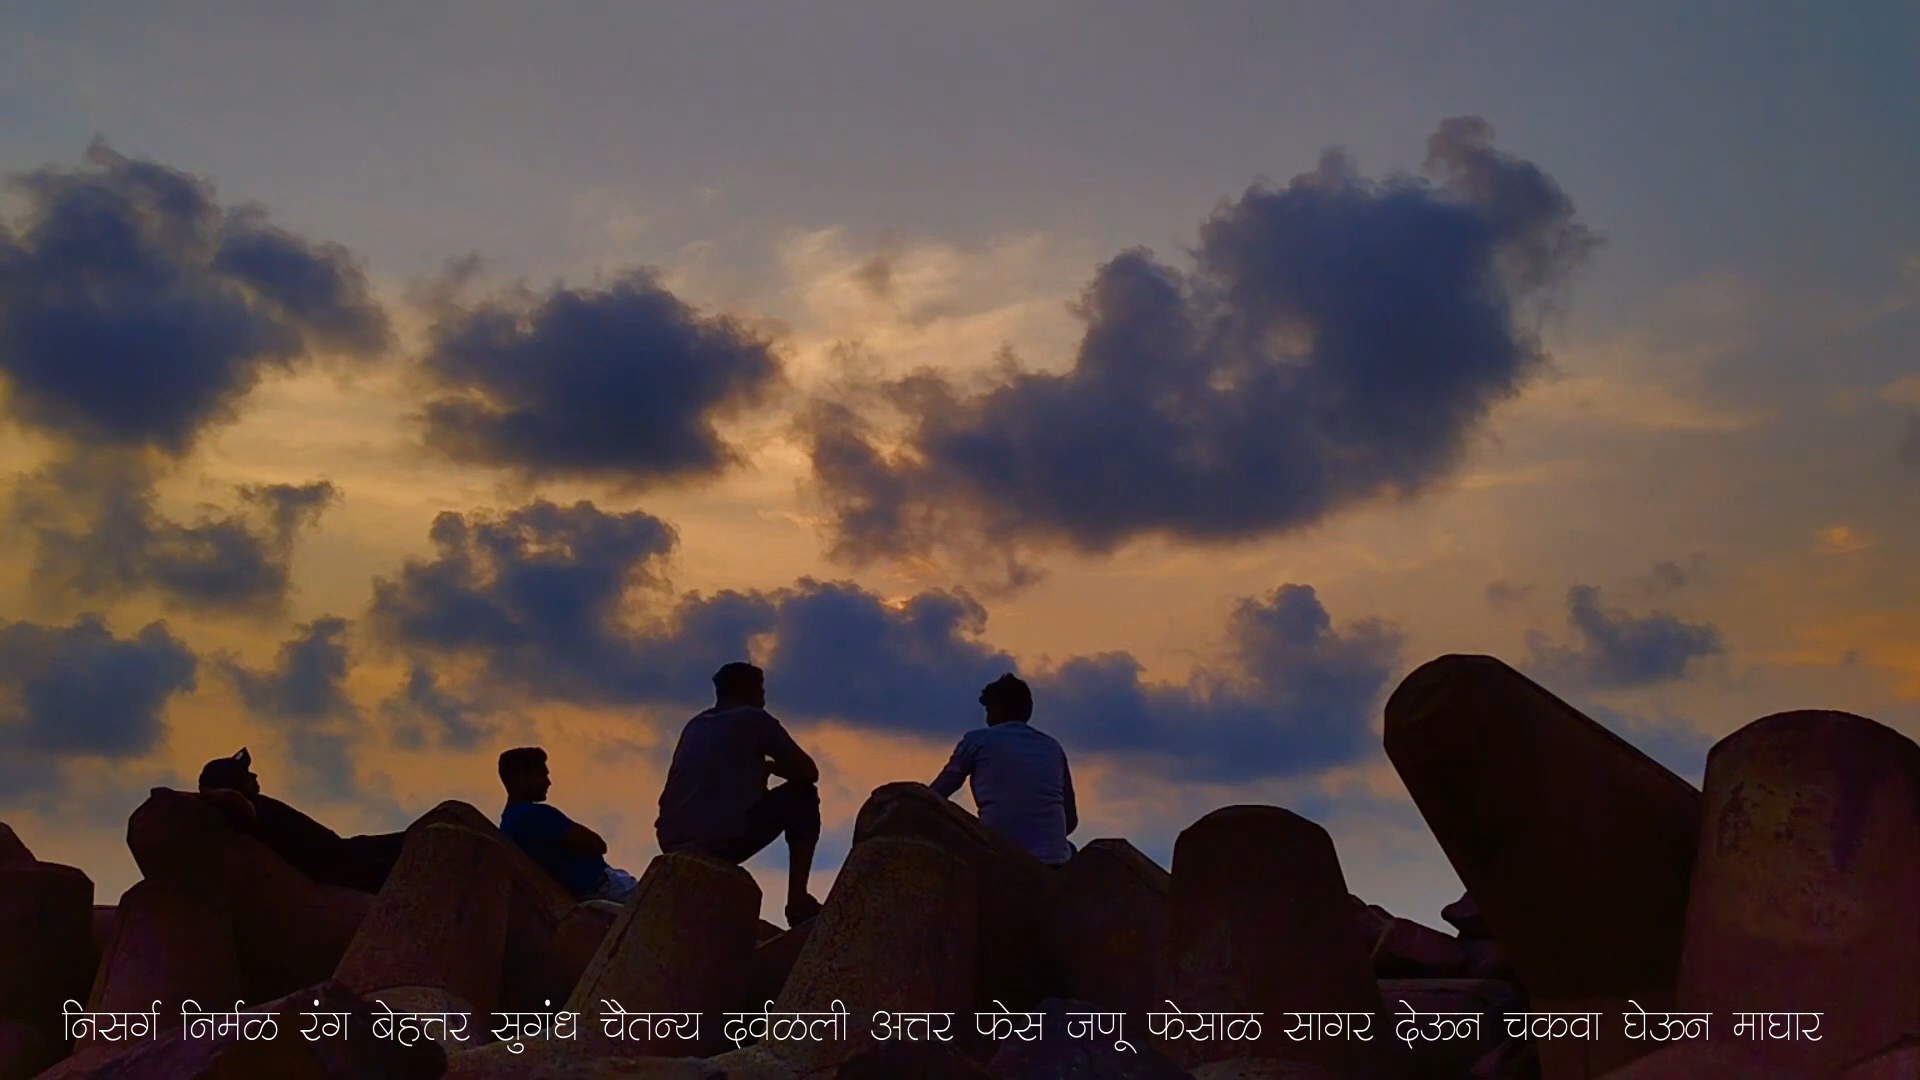 निसर्ग निर्मळ रंग बेहत्तर सुगंध चैतन्य दर्वळली अत्तर फेस जणू फेसाळ सागर देऊन चकवा घेऊन माघार